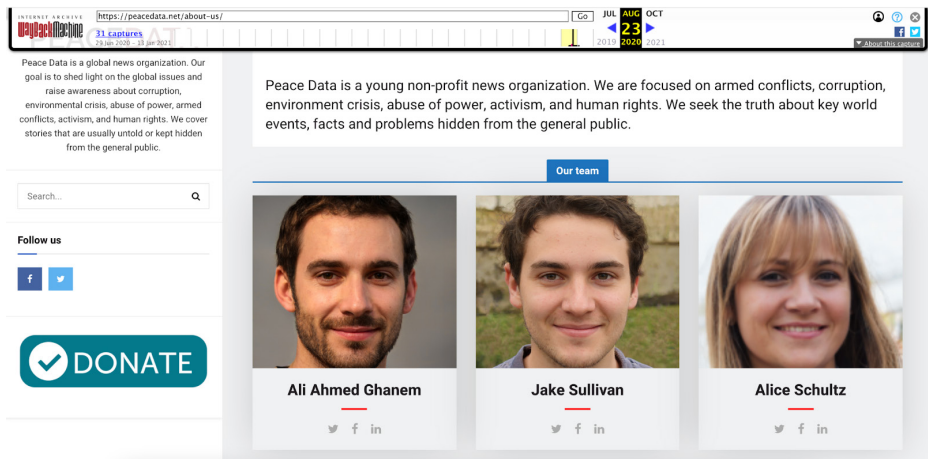 INTERNET ARCHIVE
WayBackMachine
https://peacedata.net/about-us/
Go
JUL AUG OCT
31 captures
23
29 Jun 2020 – 13 Jun 2021
2019 2020 2021
About this capture
Peace Data is a global news organization. Our
goal is to shed light on the global issues and
raise awareness about corruption,
environmental crisis, abuse of power, armed
conflicts, activism, and human rights. We cover
stories that are usually untold or kept hidden
from the general public.
Search...
Follow us
DONATE
Peace Data is a young non-profit news organization. We are focused on armed conflicts, corruption,
environment crisis, abuse of power, activism, and human rights. We seek the truth about key world
events, facts and problems hidden from the general public.
Our team
Ali Ahmed Ghanem
Jake Sullivan
Alice Schultz